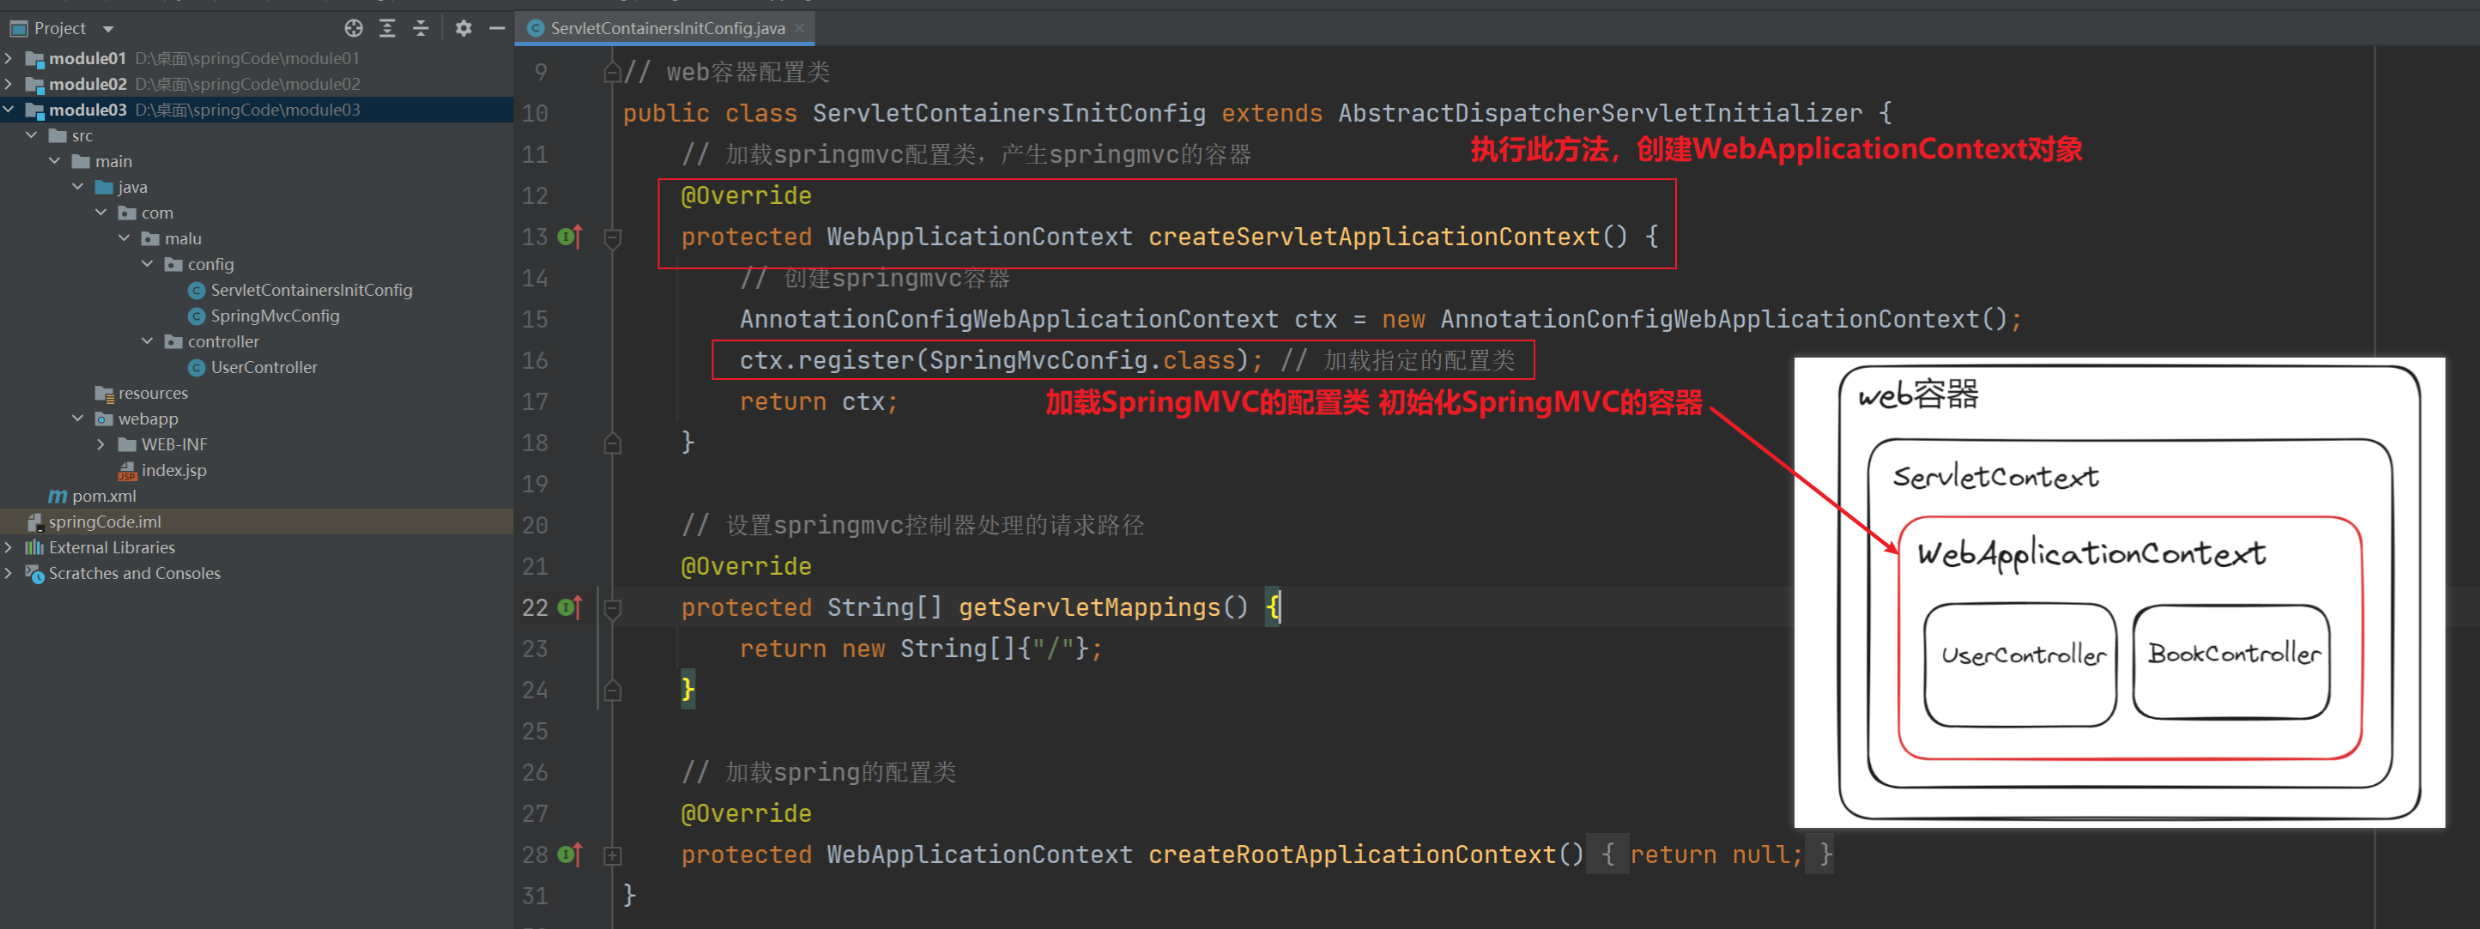 Project
module01 D:\桌面\springCode\module01
module02 D:\桌面\springCode\module02
module03 D:\桌面\springCode\module03
src
main
java
com
malu
config
ServletContainersInitConfig
SpringMvcConfig
controller
UserController
resources
webapp
WEB-INF
index.jsp
pom.xml
springCode.iml
External Libraries
Scratches and Consoles
ServletContainersInitConfig.java
9 // web容器配置类
10 public class ServletContainersInitConfig extends AbstractDispatcherServletInitializer {
11 // 加载springmvc配置类，产生springmvc的容器
执行此方法，创建WebApplicationContext对象
12 @Override
13 protected WebApplicationContext createServletApplicationContext() {
14 // 创建springmvc容器
15 AnnotationConfigWebApplicationContext ctx = new AnnotationConfigWebApplicationContext();
16 ctx.register(SpringMvcConfig.class); // 加载指定的配置类
17 return ctx;
加载SpringMVC的配置类 初始化SpringMVC的容器
18 }
19
20 // 设置springmvc控制器处理的请求路径
21 @Override
22 protected String[] getServletMappings() {
23 return new String[]{"/"};
24 }
25
26 // 加载spring的配置类
27 @Override
28 protected WebApplicationContext createRootApplicationContext() { return null; }
31 }
web容器
ServletContext
WebApplicationContext
UserController
BookController